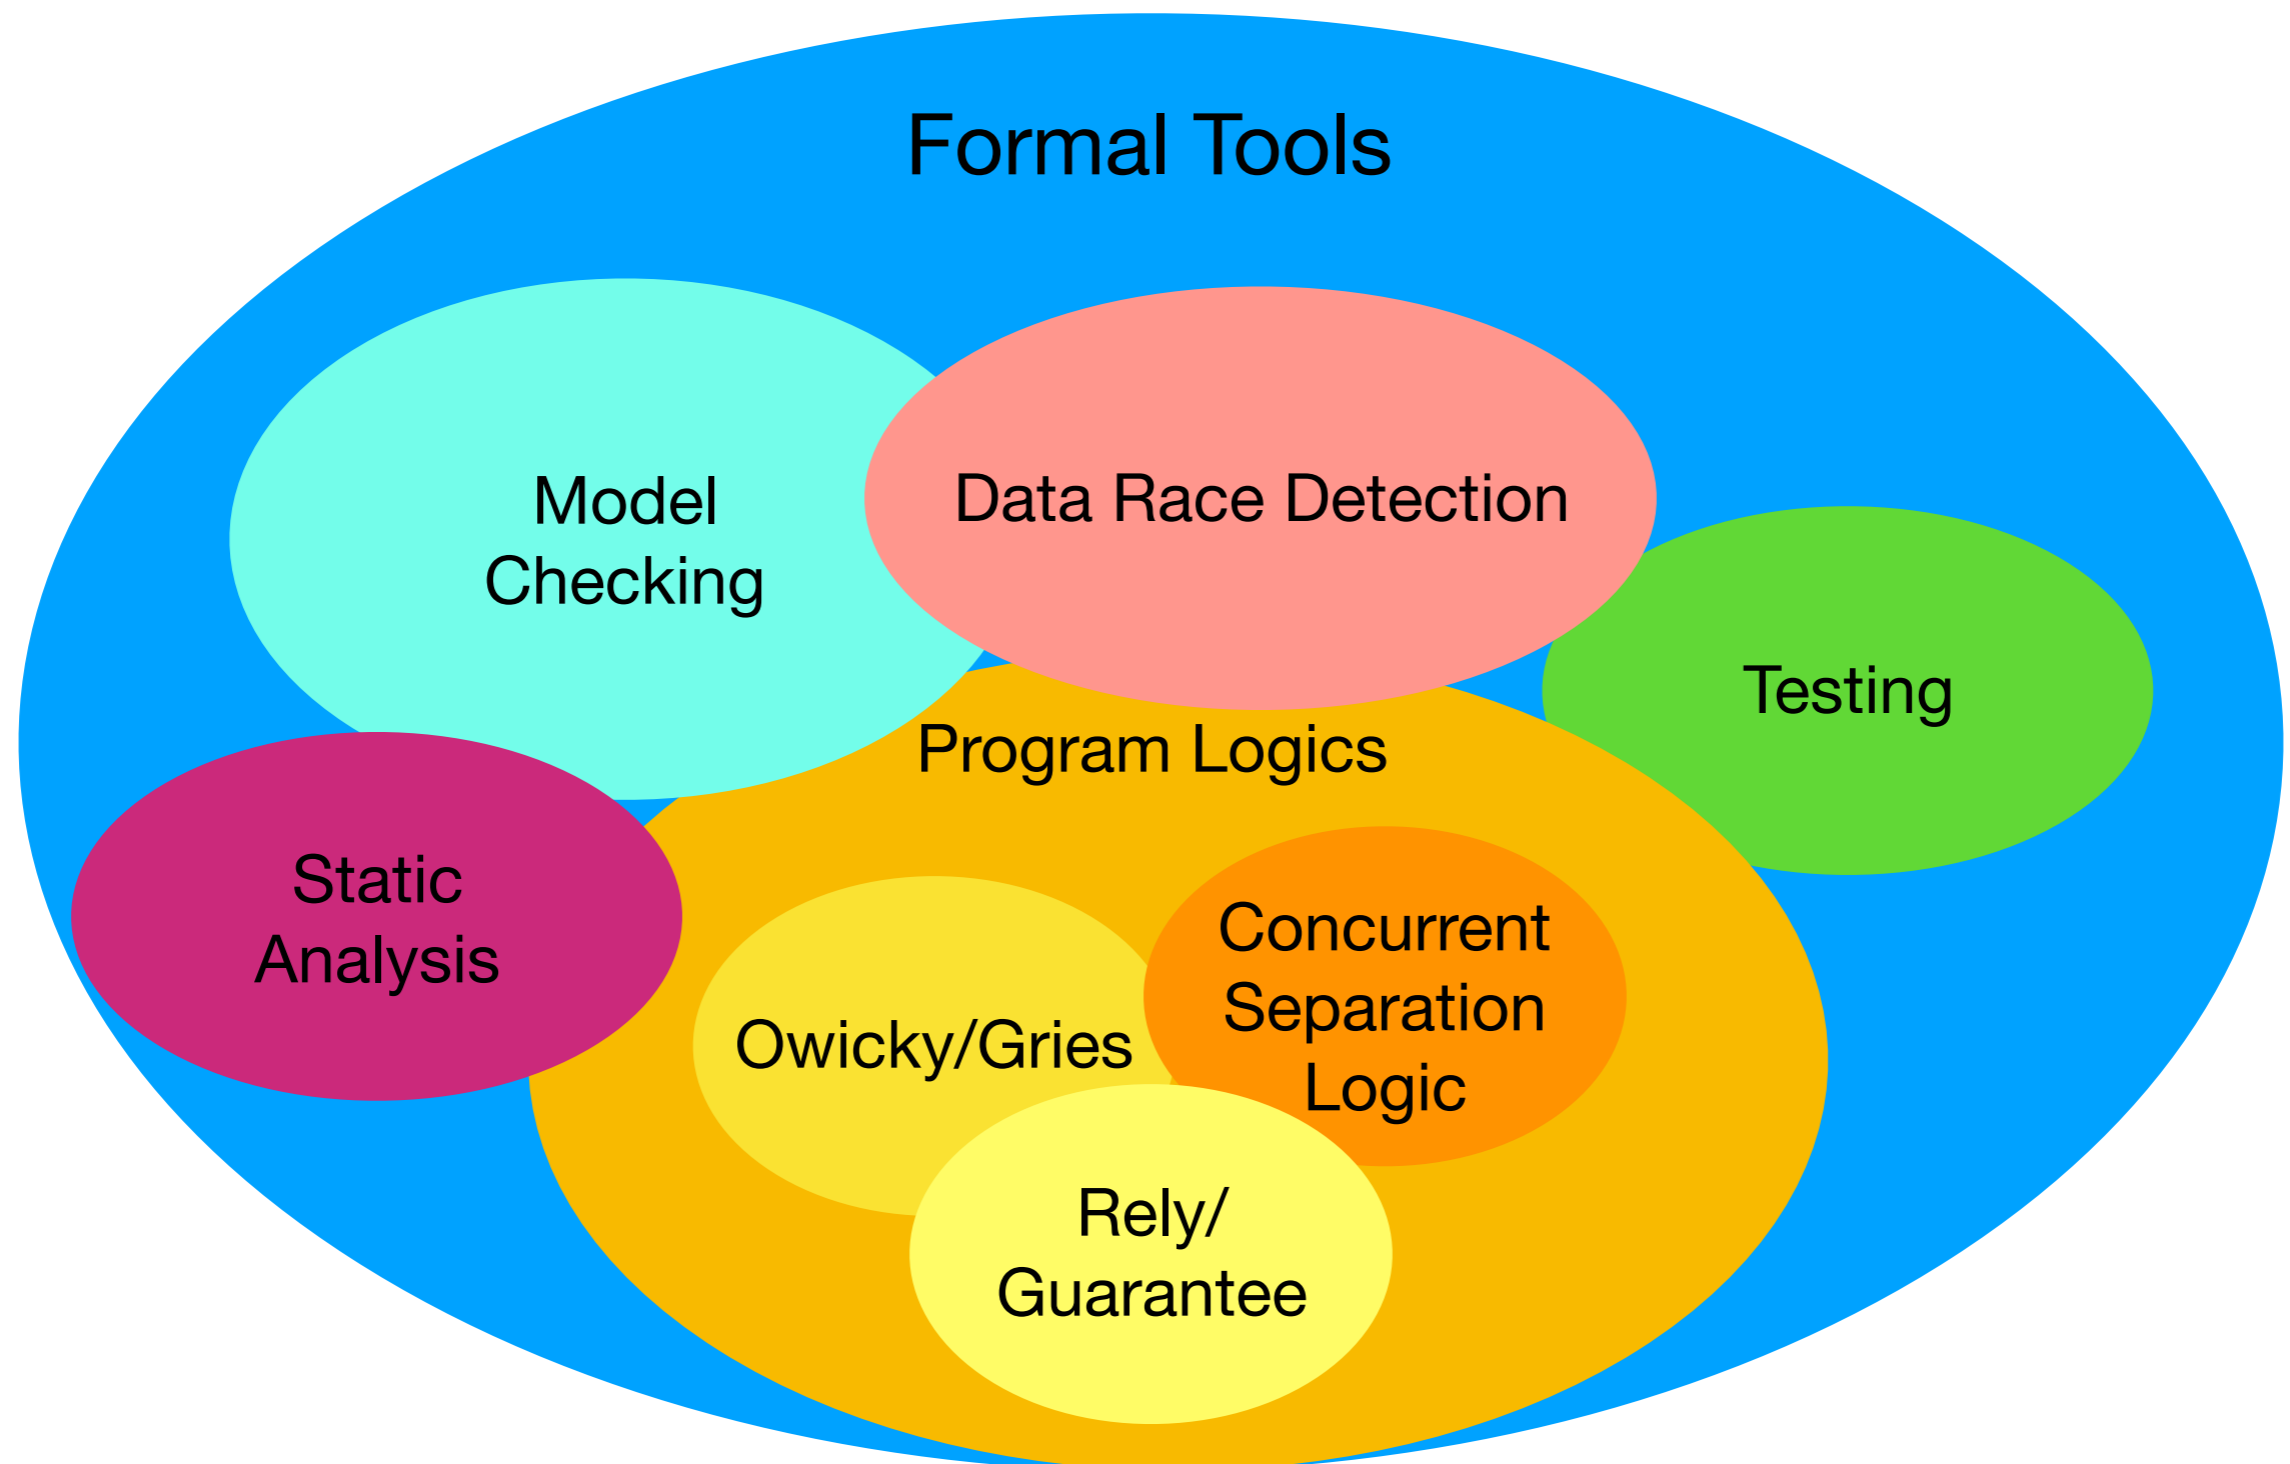 Formal Tools
Model
Checking
Data Race Detection
Testing
Program Logics
Static
Analysis
Owicky/Gries
Concurrent
Separation
Logic
Rely/
Guarantee